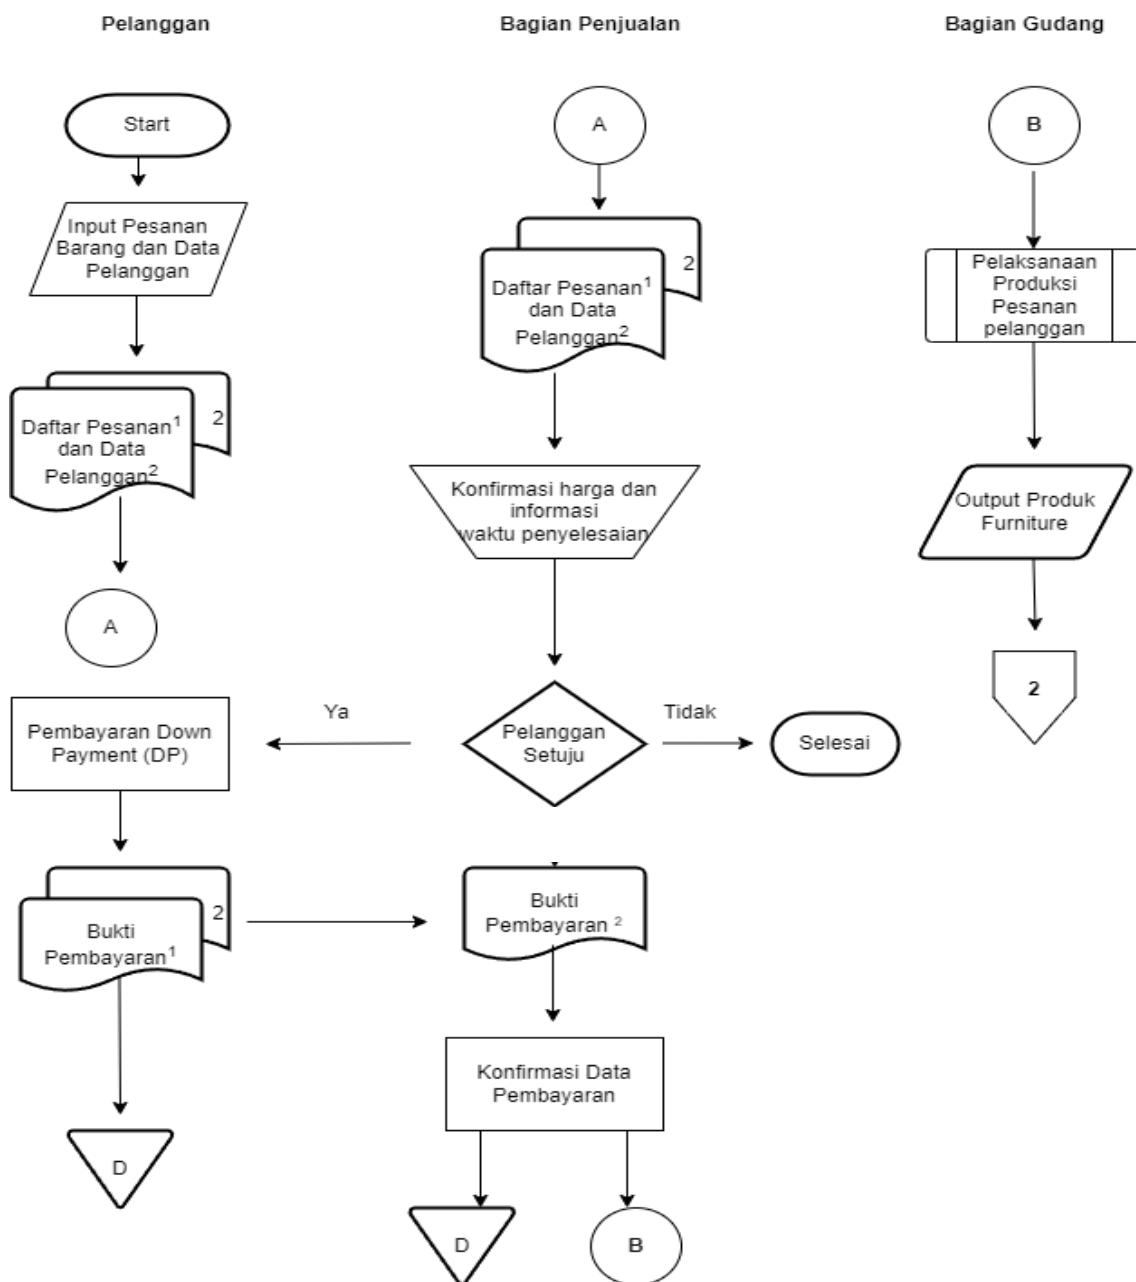 Pelanggan
Bagian Penjualan
Bagian Gudang
Start
Input Pesanan
Barang dan Data
Pelanggan
Daftar Pesanan1
dan Data
Pelanggan2
2
A
Pembayaran Down
Payment (DP)
Bukti
Pembayaran1
2
D
A
Daftar Pesanan1
dan Data
Pelanggan2
2
Konfirmasi harga dan
informasi
waktu penyelesaian
Pelanggan
Setuju
Ya
Tidak
Selesai
Bukti
Pembayaran 2
Konfirmasi Data
Pembayaran
D
B
B
Pelaksanaan
Produksi
Pesanan
pelanggan
Output Produk
Furniture
2